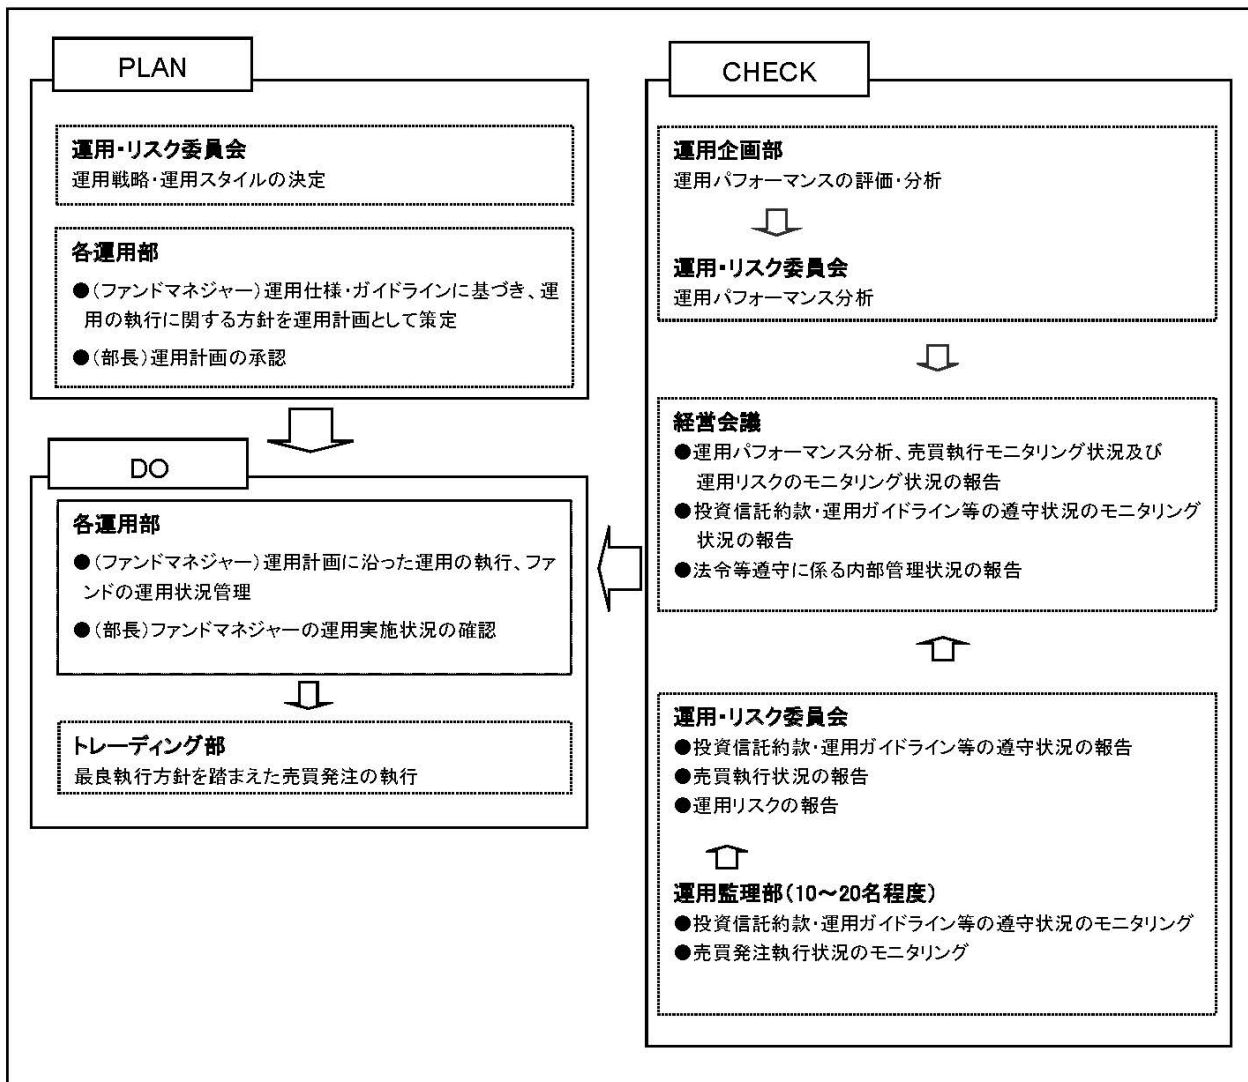 PLAN
運用・リスク委員会
運用戦略・運用スタイルの決定
各運用部
●(ファンドマネジャー)運用仕様・ガイドラインに基づき、運
用の執行に関する方針を運用計画として策定
●(部長)運用計画の承認
DO
各運用部
●(ファンドマネジャー)運用計画に沿った運用の執行、ファ
ンドの運用状況管理
●(部長)ファンドマネジャーの運用実施状況の確認
トレーディング部
最良執行方針を踏まえた売買発注の執行
CHECK
運用企画部
運用パフォーマンスの評価・分析
運用・リスク委員会
運用パフォーマンス分析
経営会議
●運用パフォーマンス分析、売買執行モニタリング状況及び
運用リスクのモニタリング状況の報告
●投資信託約款・運用ガイドライン等の遵守状況のモニタリング
状況の報告
●法令等遵守に係る内部管理状況の報告
運用・リスク委員会
●投資信託約款・運用ガイドライン等の遵守状況の報告
●売買執行状況の報告
●運用リスクの報告
運用監理部(10~20名程度)
●投資信託約款・運用ガイドライン等の遵守状況のモニタリング
●売買発注執行状況のモニタリング